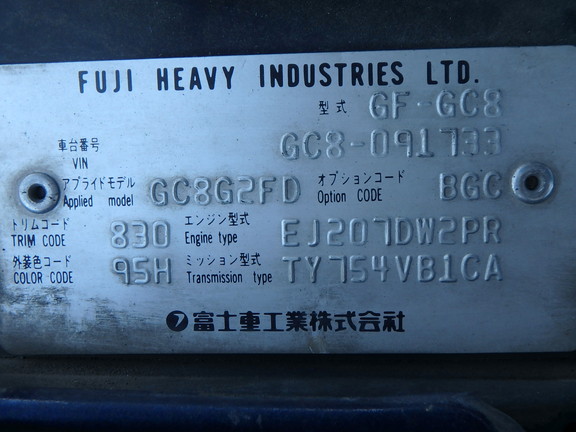 FUJI HEAVY INDUSTRIES LTD.
型式 GF-GC8
車台番号 VIN GC8-091733
アプライドモデル Applied model GC8G2FD オプションコード Option CODE BGC
トリムコード TRIM CODE 830 エンジン型式 Engine type EJ207DW2PR
外装色コード COLOR CODE 95H ミッション型式 Transmission type TY754VB1CA
富士重工業株式会社